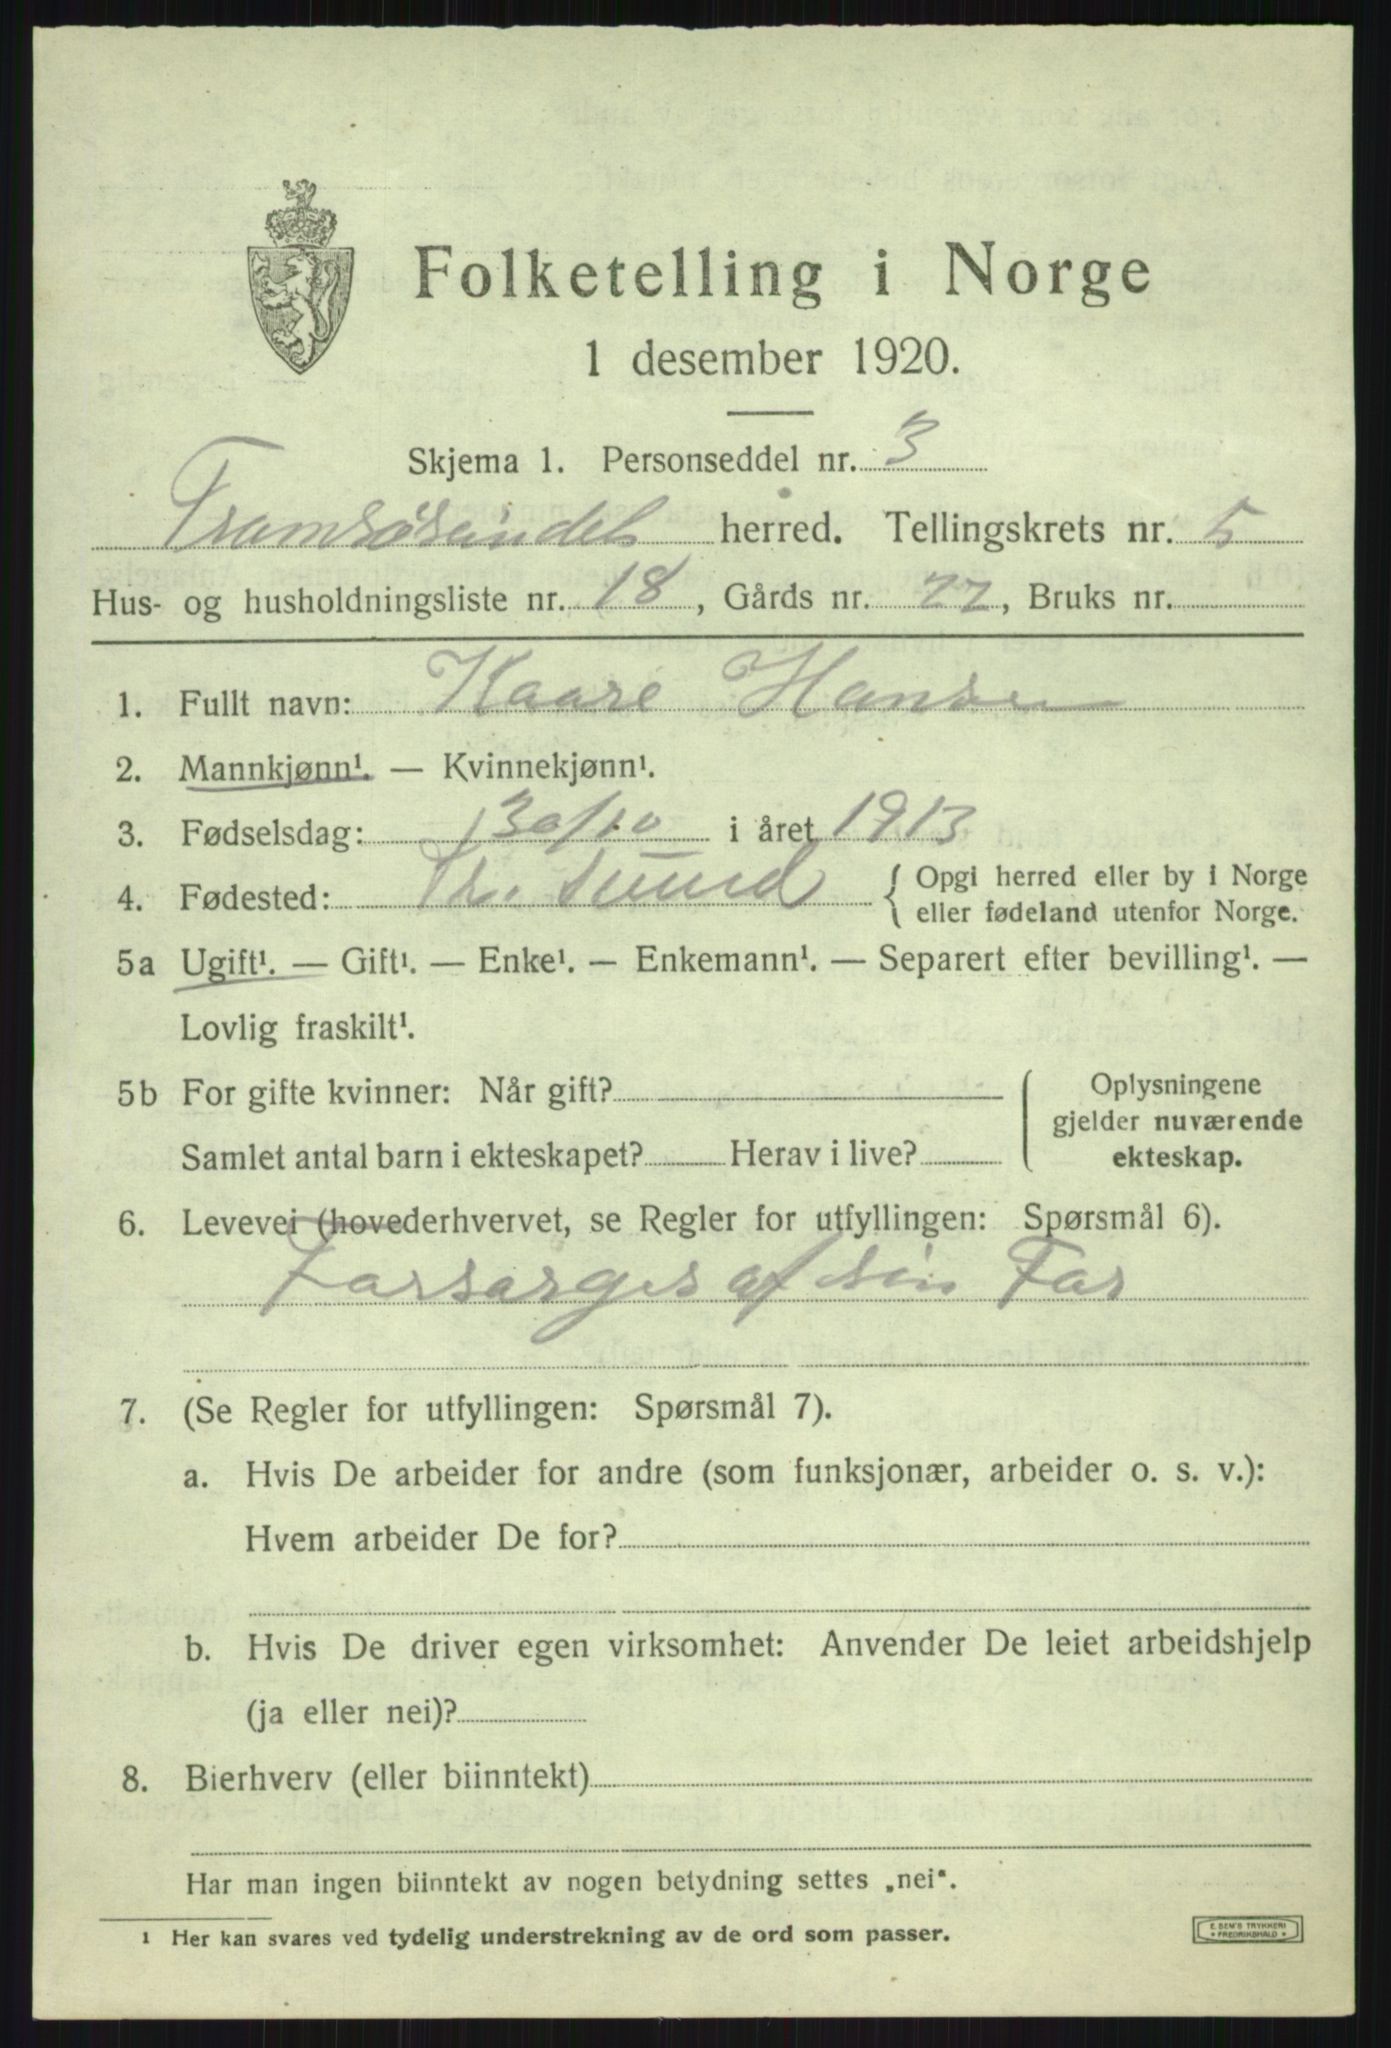 Folketelling i Norge
1 desember 1920.
Skjema 1. Personseddel nr. 3
Tromsøsundets herred. Tellingskrets nr. 5
Hus- og husholdningsliste nr. 18, Gårds nr. 22, Bruks nr.
1. Fullt navn: Kaare Hansen
2. Mannkjønn¹. — Kvinnekjønn¹.
3. Fødselsdag: 30/10 i året 1913
4. Fødested: Tr. sund { Opgi herred eller by i Norge
eller fødeland utenfor Norge.
5a Ugift¹. — Gift¹. — Enke¹. — Enkemann¹. — Separert efter bevilling¹. —
Lovlig fraskilt¹.
5b For gifte kvinner: Når gift?
Samlet antal barn i ekteskapet? Herav i live?
Oplysningene
gjelder nuværende
ekteskap.
6. Levevei (hovederhvervet, se Regler for utfyllingen: Spørsmål 6).
Forsørges af sin Far
7. (Se Regler for utfyllingen: Spørsmål 7).
a. Hvis De arbeider for andre (som funksjonær, arbeider o. s. v.):
Hvem arbeider De for?
b. Hvis De driver egen virksomhet: Anvender De leiet arbeidshjelp
(ja eller nei)?
8. Bierhverv (eller biinntekt)
Har man ingen biinntekt av nogen betydning settes „nei“.
¹ Her kan svares ved tydelig understrekning av de ord som passer.
E. SEM'S TRYKKERI
FREDRIKSHALD